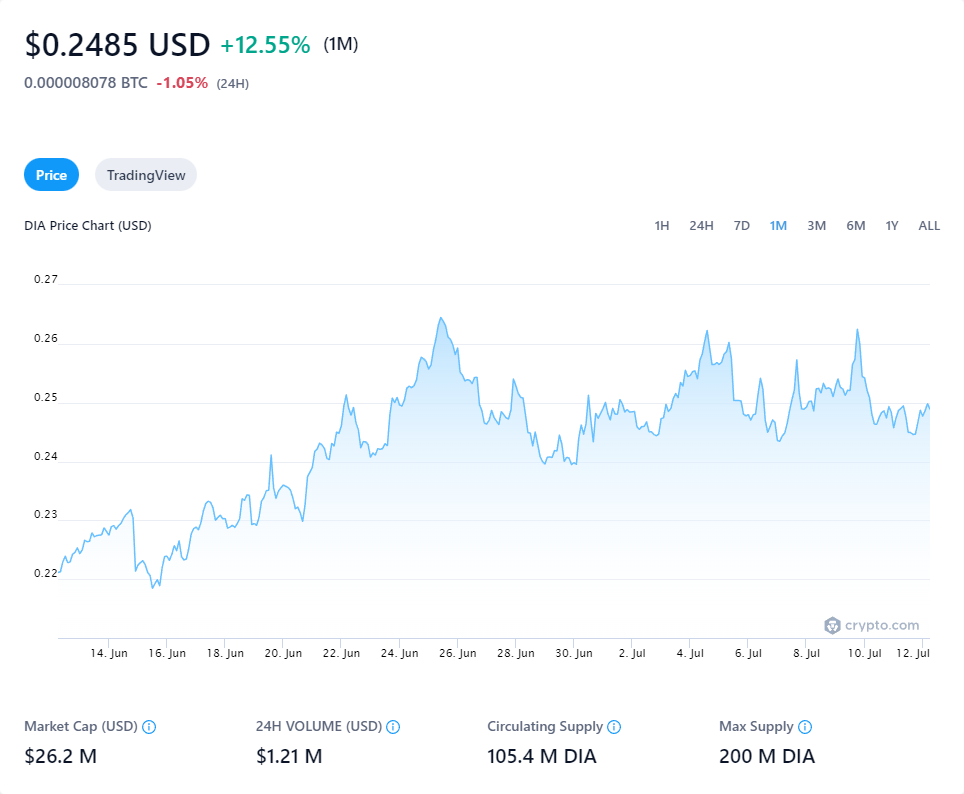 $0.2485 USD +12.55% (1M)
0.000008078 BTC -1.05% (24H)
Price TradingView
DIA Price Chart (USD) 1H 24H 7D 1M 3M 6M 1Y ALL
0.27
0.26
0.25
0.24
0.23
0.22
crypto.com
14. Jun 16. Jun 18. Jun 20. Jun 22. Jun 24. Jun 26. Jun 28. Jun 30. Jun 2. Jul 4. Jul 6. Jul 8. Jul 10. Jul 12. Jul
Market Cap (USD) 24H VOLUME (USD) Circulating Supply Max Supply
$26.2 M $1.21 M 105.4 M DIA 200 M DIA